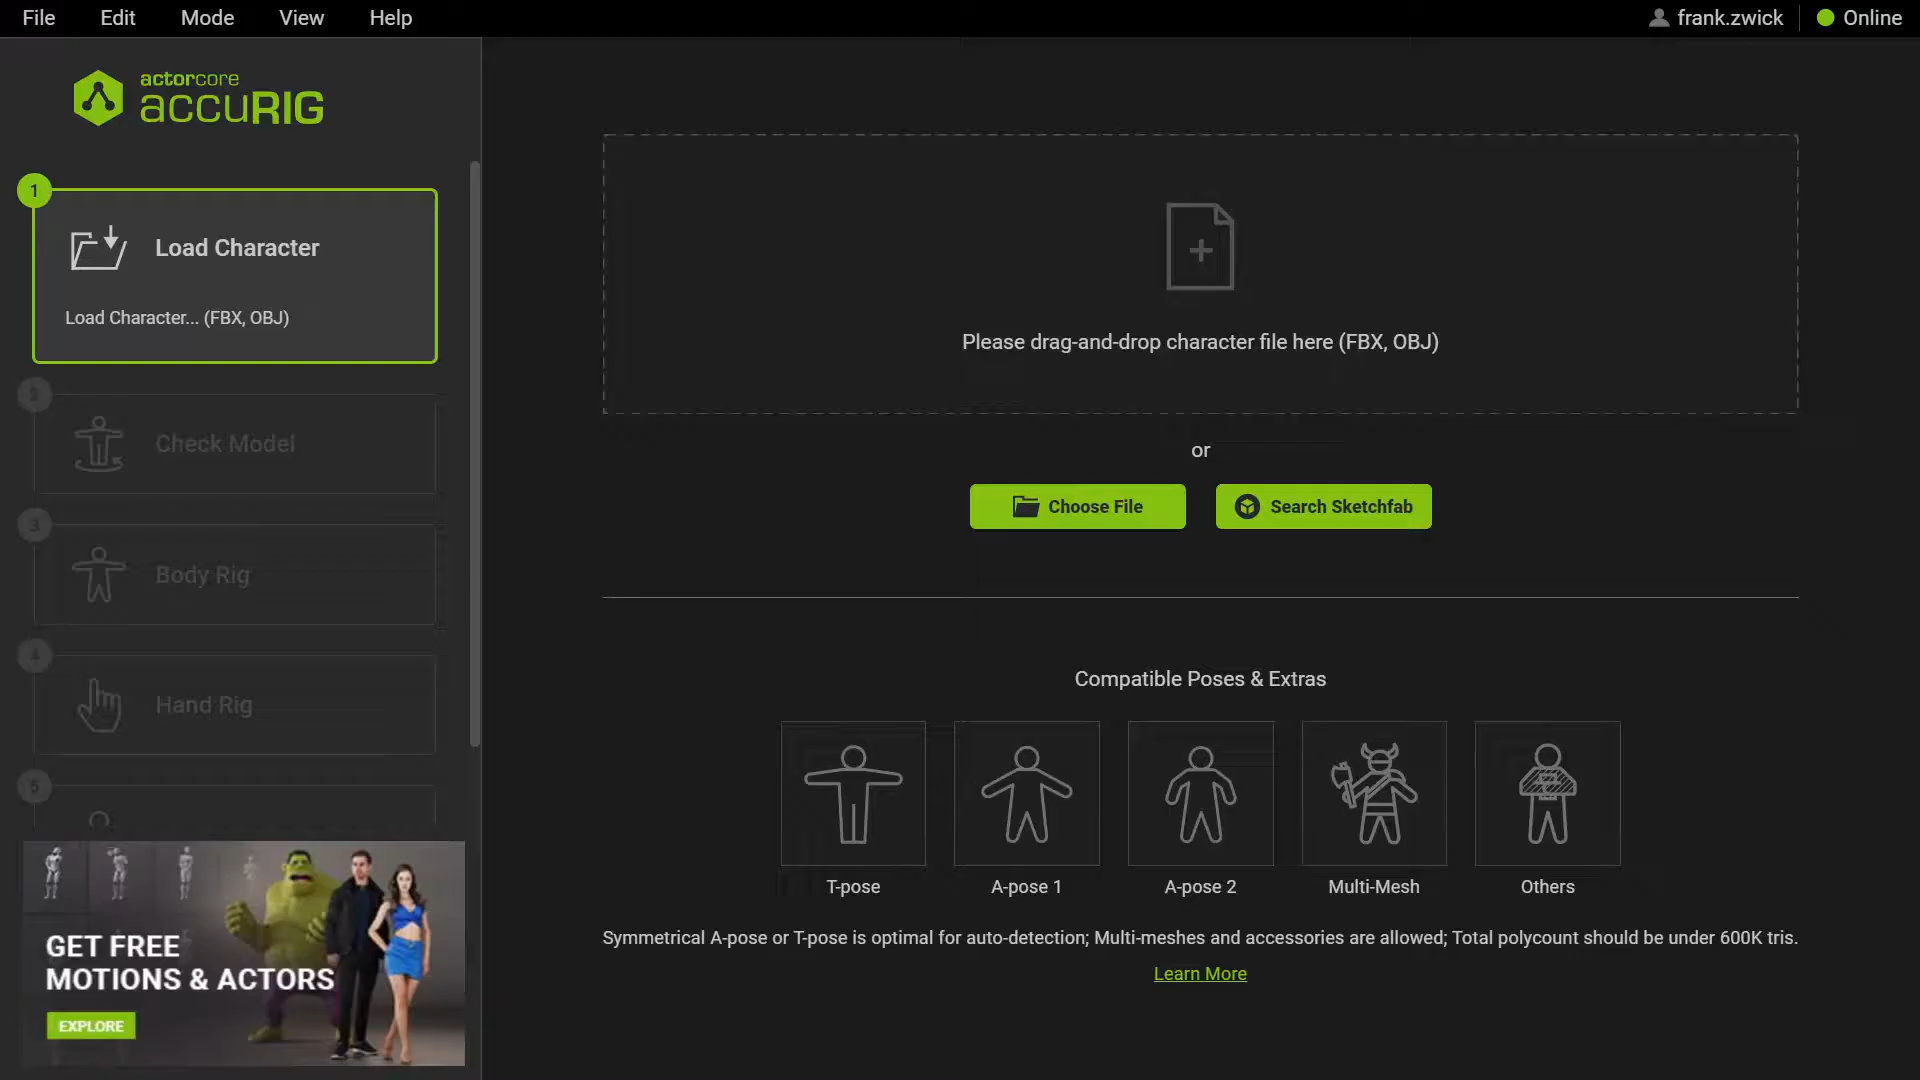 File Edit Mode View Help
frank.zwick Online
actorcore
accuRIG
1
Load Character
Load Character... (FBX, OBJ)
2
Check Model
3
Body Rig
4
Hand Rig
5
GET FREE
MOTIONS & ACTORS
EXPLORE
Please drag-and-drop character file here (FBX, OBJ)
or
Choose File
Search Sketchfab
Compatible Poses & Extras
T-pose
A-pose 1
A-pose 2
Multi-Mesh
Others
Symmetrical A-pose or T-pose is optimal for auto-detection; Multi-meshes and accessories are allowed; Total polycount should be under 600K tris.
Learn More